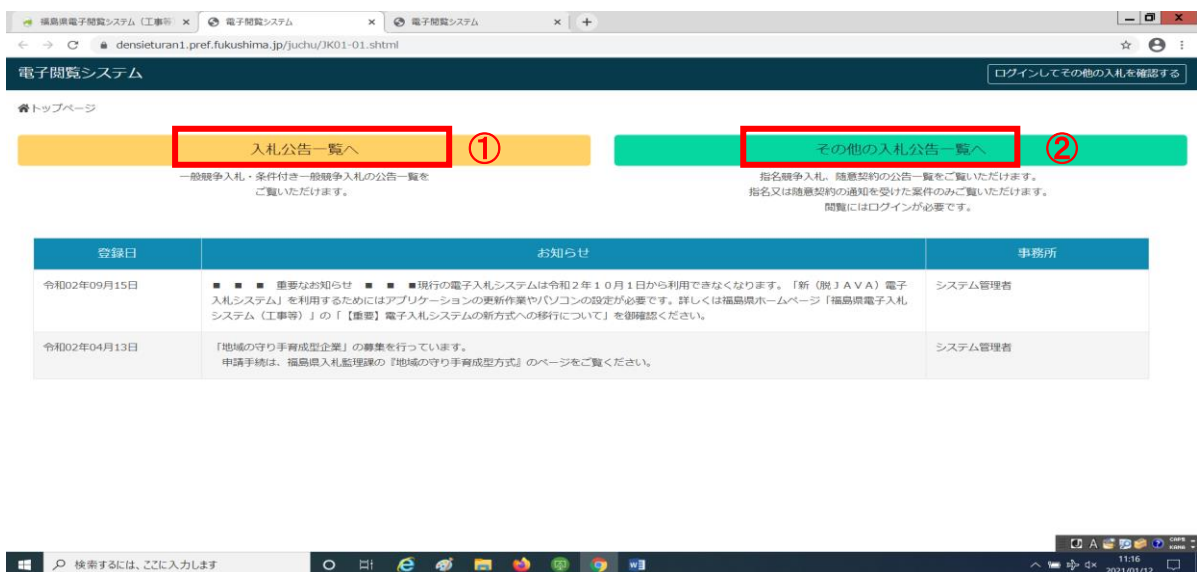 福島県電子閲覧システム（工事等
電子閲覧システム
電子閲覧システム
densieturan1.pref.fukushima.jp/juchu/JK01-01.shtml
電子閲覧システム
ログインしてその他の入札を確認する
トップページ
入札公告一覧へ
①
その他の入札公告一覧へ
②
一般競争入札・条件付き一般競争入札の公告一覧を
ご覧いただけます。
指名競争入札、随意契約の公告一覧をご覧いただけます。
指名又は随意契約の通知を受けた案件のみご覧いただけます。
閲覧にはログインが必要です。
登録日
お知らせ
事務所
令和02年09月15日
■ ■ ■ 重要なお知らせ ■ ■ ■現行の電子入札システムは令和２年１０月１日から利用できなくなります。「新（脱ＪＡＶＡ）電子
入札システム」を利用するためにはアプリケーションの更新作業やパソコンの設定が必要です。詳しくは福島県ホームページ「福島県電子入札
システム（工事等）」の「【重要】電子入札システムの新方式への移行について」を御確認ください。
システム管理者
令和02年04月13日
「地域の守り手育成型企業」の募集を行っています。
申請手続は、福島県入札監理課の『地域の守り手育成型方式』のページをご覧ください。
システム管理者
A
CAPS
KANA
検索するには、ここに入力します
11:16
2021/01/12